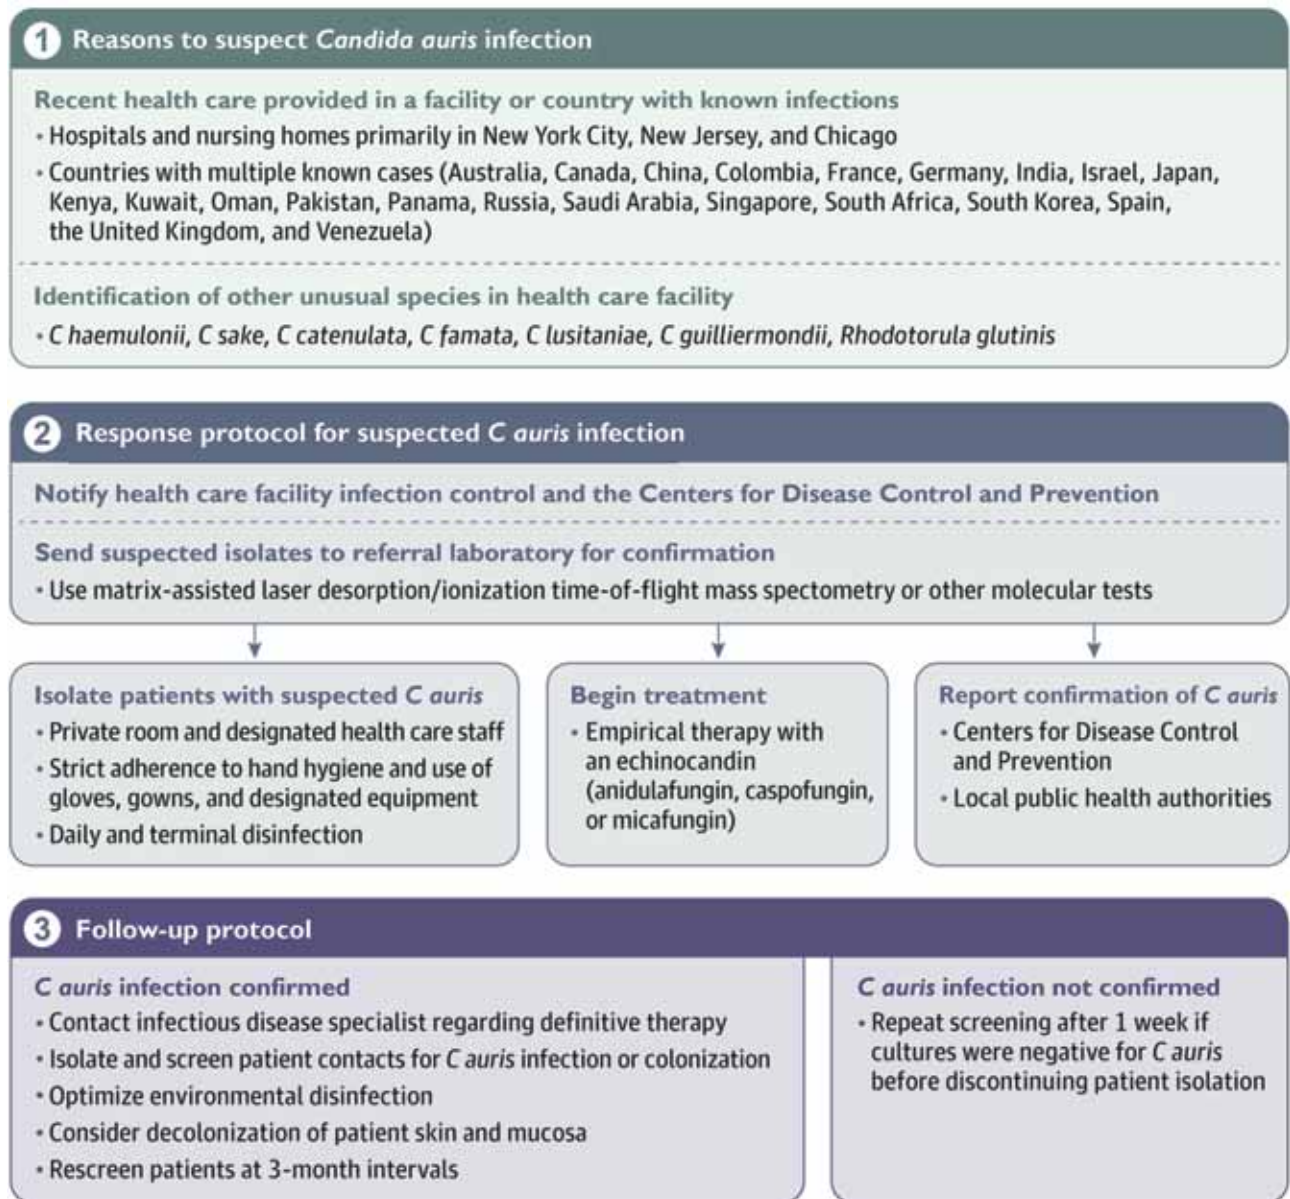 1 Reasons to suspect Candida auris infection
Recent health care provided in a facility or country with known infections
• Hospitals and nursing homes primarily in New York City, New Jersey, and Chicago
• Countries with multiple known cases (Australia, Canada, China, Colombia, France, Germany, India, Israel, Japan,
Kenya, Kuwait, Oman, Pakistan, Panama, Russia, Saudi Arabia, Singapore, South Africa, South Korea, Spain,
the United Kingdom, and Venezuela)
Identification of other unusual species in health care facility
• C haemulonii, C sake, C catenulata, C famata, C lusitaniae, C guilliermondii, Rhodotorula glutinis
2 Response protocol for suspected C auris infection
Notify health care facility infection control and the Centers for Disease Control and Prevention
Send suspected isolates to referral laboratory for confirmation
• Use matrix-assisted laser desorption/ionization time-of-flight mass spectometry or other molecular tests
Isolate patients with suspected C auris
• Private room and designated health care staff
• Strict adherence to hand hygiene and use of
gloves, gowns, and designated equipment
• Daily and terminal disinfection
Begin treatment
• Empirical therapy with
an echinocandin
(anidulafungin, caspofungin,
or micafungin)
Report confirmation of C auris
• Centers for Disease Control
and Prevention
• Local public health authorities
3 Follow-up protocol
C auris infection confirmed
• Contact infectious disease specialist regarding definitive therapy
• Isolate and screen patient contacts for C auris infection or colonization
• Optimize environmental disinfection
• Consider decolonization of patient skin and mucosa
• Rescreen patients at 3-month intervals
C auris infection not confirmed
• Repeat screening after 1 week if
cultures were negative for C auris
before discontinuing patient isolation